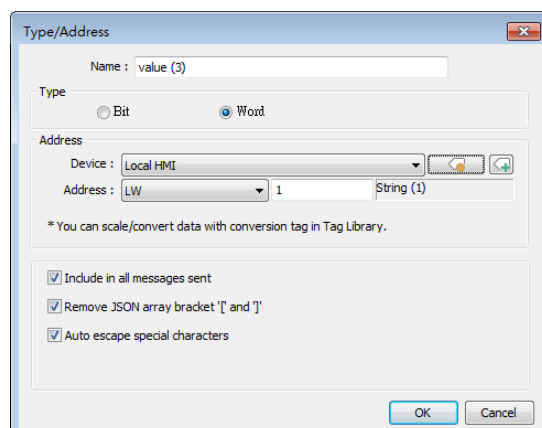 Type/Address
Name : value (3)
Type
Bit Word
Address
Device : Local HMI
Address : LW 1 String (1)
* You can scale/convert data with conversion tag in Tag Library.
Include in all messages sent
Remove JSON array bracket '[' and ']'
Auto escape special characters
OK Cancel